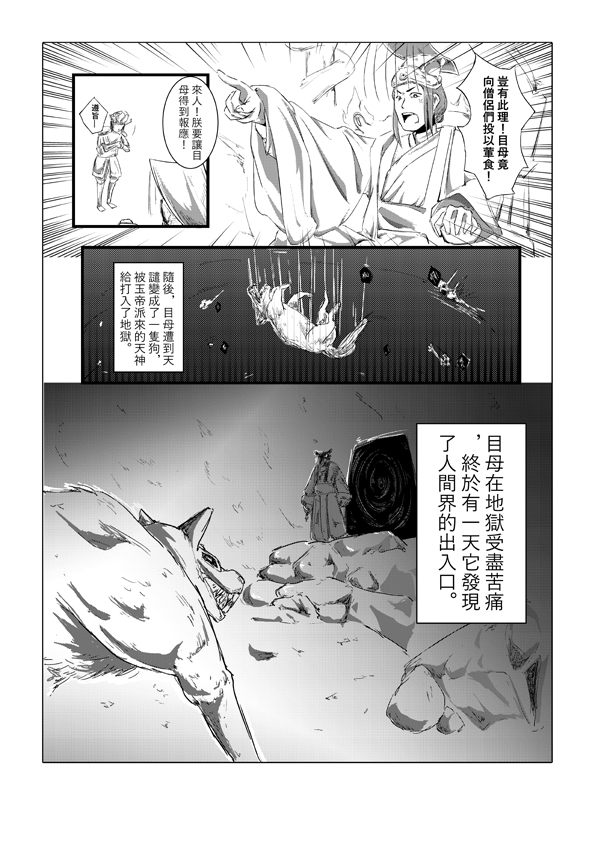 豈有此理！目母竟
向僧侶們投以葷食！
來人！朕要讓目
母得到報應！
遵旨
隨後，目母遭到天
譴變成了一隻狗，
被玉帝派來的天神
給打入了地獄。
目母在地獄受盡苦痛
，終於有一天它發現
了人間界的出入口。